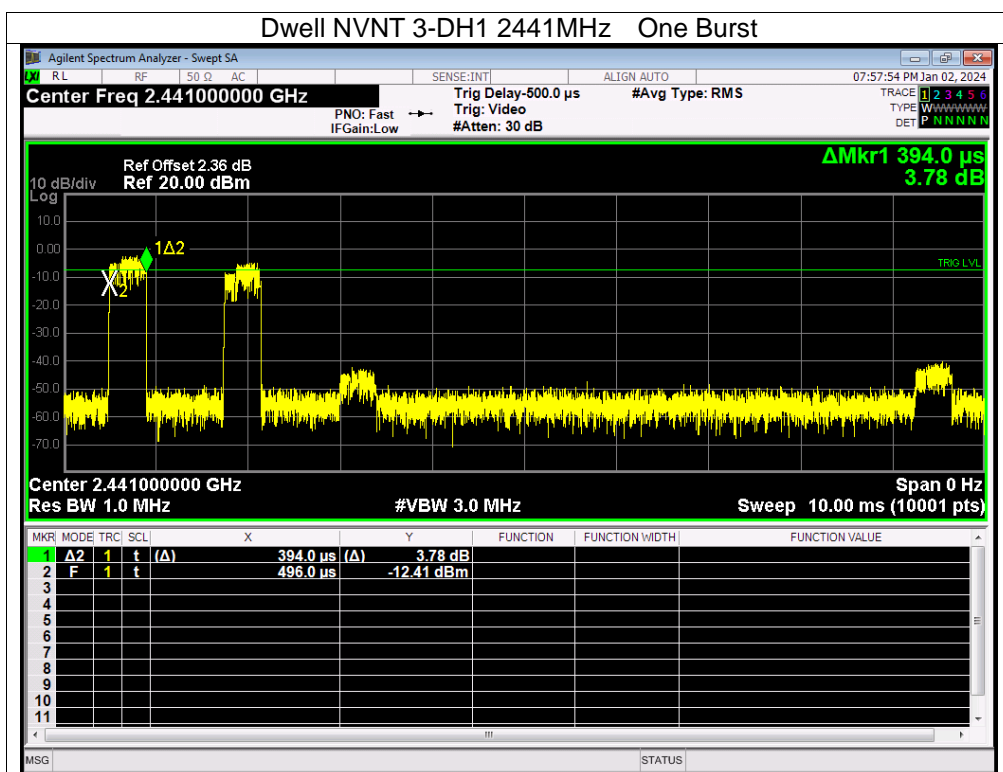 Dwell NVNT 3-DH1 2441MHz One Burst
Agilent Spectrum Analyzer - Swept SA
LXI RL RF 50 Ω AC SENSE:INT ALIGN AUTO 07:57:54 PM Jan 02, 2024
Center Freq 2.441000000 GHz Trig Delay-500.0 µs #Avg Type: RMS TRACE 1 2 3 4 5 6
PNO: Fast Trig: Video TYPE WWWWWW
IFGain:Low #Atten: 30 dB DET P N N N N N
ΔMkr1 394.0 µs
3.78 dB
Ref Offset 2.36 dB
10 dB/div Ref 20.00 dBm
Log
10.0
0.00
1Δ2
TRIG LVL
-10.0
X2
-20.0
-30.0
-40.0
-50.0
-60.0
-70.0
Center 2.441000000 GHz Span 0 Hz
Res BW 1.0 MHz #VBW 3.0 MHz Sweep 10.00 ms (10001 pts)
MKR MODE TRC SCL X Y FUNCTION FUNCTION WIDTH FUNCTION VALUE
1 Δ2 1 t (Δ) 394.0 µs (Δ) 3.78 dB
2 F 1 t 496.0 µs -12.41 dBm
3
4
5
6
7
8
9
10
11
MSG STATUS